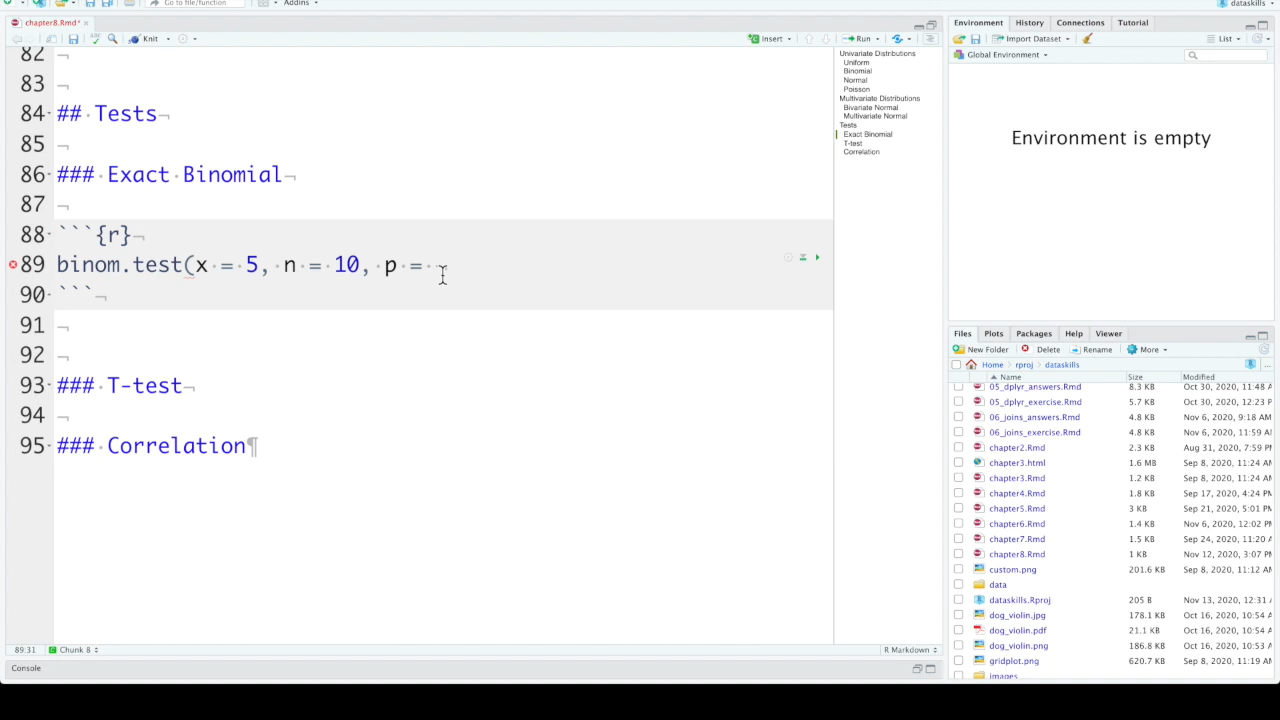 Go to file/function
Addins
dataskills
chapter8.Rmd*
Knit
Insert
Run
82
83
84 ## Tests
85
86 ### Exact Binomial
87
88 ```{r}
89 binom.test(x = 5, n = 10, p =
90 ```
91
92
93 ### T-test
94
95 ### Correlation
89:31
Chunk 8
R Markdown
Console
Univariate Distributions
Uniform
Binomial
Normal
Poisson
Multivariate Distributions
Bivariate Normal
Multivariate Normal
Tests
Exact Binomial
T-test
Correlation
Environment History Connections Tutorial
Import Dataset
List
Global Environment
Environment is empty
Files Plots Packages Help Viewer
New Folder Delete Rename More
Home rproj dataskills
Name Size Modified
05_dplyr_answers.Rmd 8.3 KB Oct 30, 2020, 11:48 A
05_dplyr_exercise.Rmd 5.7 KB Oct 30, 2020, 12:23 P
06_joins_answers.Rmd 4.8 KB Nov 6, 2020, 9:18 AM
06_joins_exercise.Rmd 4.8 KB Nov 6, 2020, 11:59 A
chapter2.Rmd 2.3 KB Aug 31, 2020, 7:59 P
chapter3.html 1.6 MB Sep 8, 2020, 11:24 A
chapter3.Rmd 1.2 KB Sep 8, 2020, 11:24 A
chapter4.Rmd 1.8 KB Sep 17, 2020, 4:24 P
chapter5.Rmd 3 KB Sep 21, 2020, 5:01 P
chapter6.Rmd 1.4 KB Nov 6, 2020, 12:02 P
chapter7.Rmd 1.5 KB Sep 24, 2020, 11:20
chapter8.Rmd 1 KB Nov 12, 2020, 3:07 P
custom.png 201.6 KB Sep 8, 2020, 11:12 A
data
dataskills.Rproj 205 B Nov 13, 2020, 12:31
dog_violin.jpg 178.1 KB Oct 16, 2020, 10:54
dog_violin.pdf 21.1 KB Oct 16, 2020, 10:54
dog_violin.png 186.8 KB Oct 16, 2020, 10:53
gridplot.png 620.7 KB Sep 8, 2020, 11:19 A
images